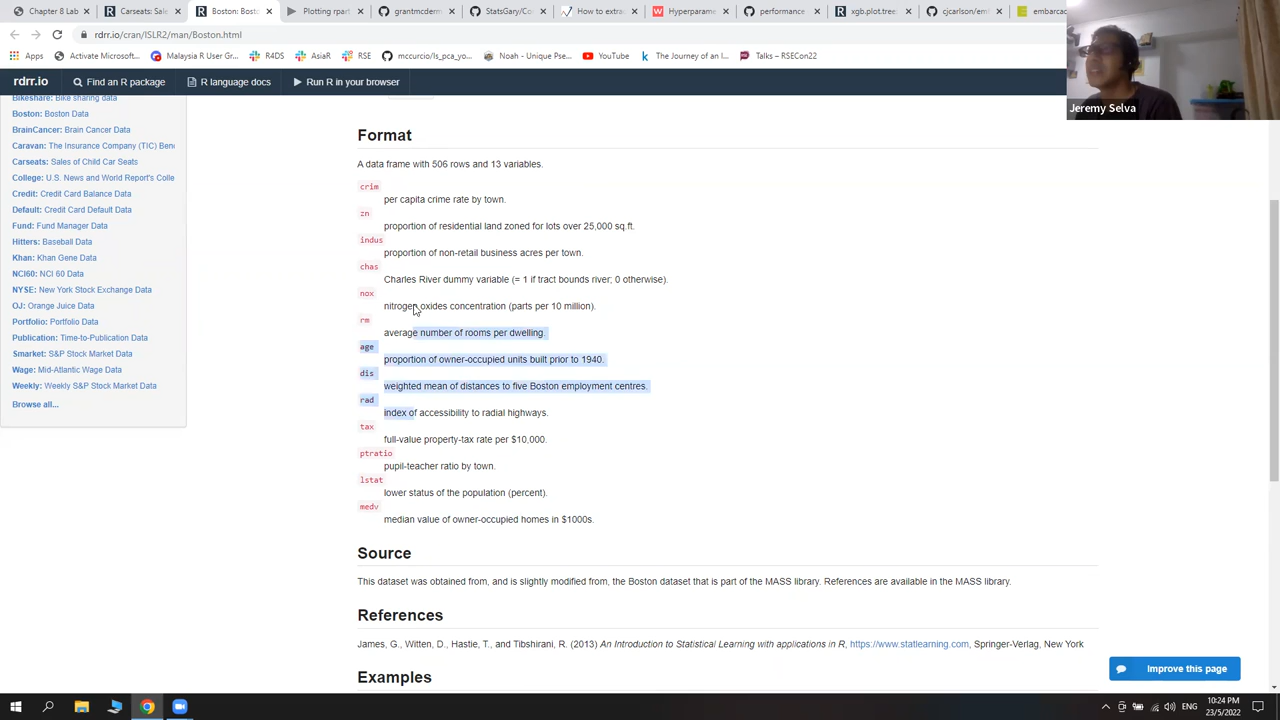 Chapter 8 Lab
Carseats: Sale
Boston: Bosto
Plotting part
grantmcderm
StatsGary/Co
How to extrac
Hyperparame
performance
xgb.plot.tree:
cjcarlson/em
embarcad
rdrr.io/cran/ISLR2/man/Boston.html
Apps
Activate Microsoft...
Malaysia R User Gr...
R4DS
AsiaR
RSE
mccurcio/ISLR_pca_yo...
Noah - Unique Pse...
YouTube
The Journey of an I...
Talks – RSECon22
rdrr.io
Find an R package
R language docs
Run R in your browser
Jeremy Selva
Bikeshare: Bike sharing data
Boston: Boston Data
BrainCancer: Brain Cancer Data
Caravan: The Insurance Company (TIC) Benc
Carseats: Sales of Child Car Seats
College: U.S. News and World Report's Colle
Credit: Credit Card Balance Data
Default: Credit Card Default Data
Fund: Fund Manager Data
Hitters: Baseball Data
Khan: Khan Gene Data
NCI60: NCI 60 Data
NYSE: New York Stock Exchange Data
OJ: Orange Juice Data
Portfolio: Portfolio Data
Publication: Time-to-Publication Data
Smarket: S&P Stock Market Data
Wage: Mid-Atlantic Wage Data
Weekly: Weekly S&P Stock Market Data
Browse all...
Format
A data frame with 506 rows and 13 variables.
crim
per capita crime rate by town.
zn
proportion of residential land zoned for lots over 25,000 sq.ft.
indus
proportion of non-retail business acres per town.
chas
Charles River dummy variable (= 1 if tract bounds river; 0 otherwise).
nox
nitrogen oxides concentration (parts per 10 million).
rm
average number of rooms per dwelling.
age
proportion of owner-occupied units built prior to 1940.
dis
weighted mean of distances to five Boston employment centres.
rad
index of accessibility to radial highways.
tax
full-value property-tax rate per $10,000.
ptratio
pupil-teacher ratio by town.
lstat
lower status of the population (percent).
medv
median value of owner-occupied homes in $1000s.
Source
This dataset was obtained from, and is slightly modified from, the Boston dataset that is part of the MASS library. References are available in the MASS library.
References
James, G., Witten, D., Hastie, T., and Tibshirani, R. (2013) An Introduction to Statistical Learning with applications in R, https://www.statlearning.com, Springer-Verlag, New York
Examples
Improve this page
ENG
10:24 PM
23/5/2022